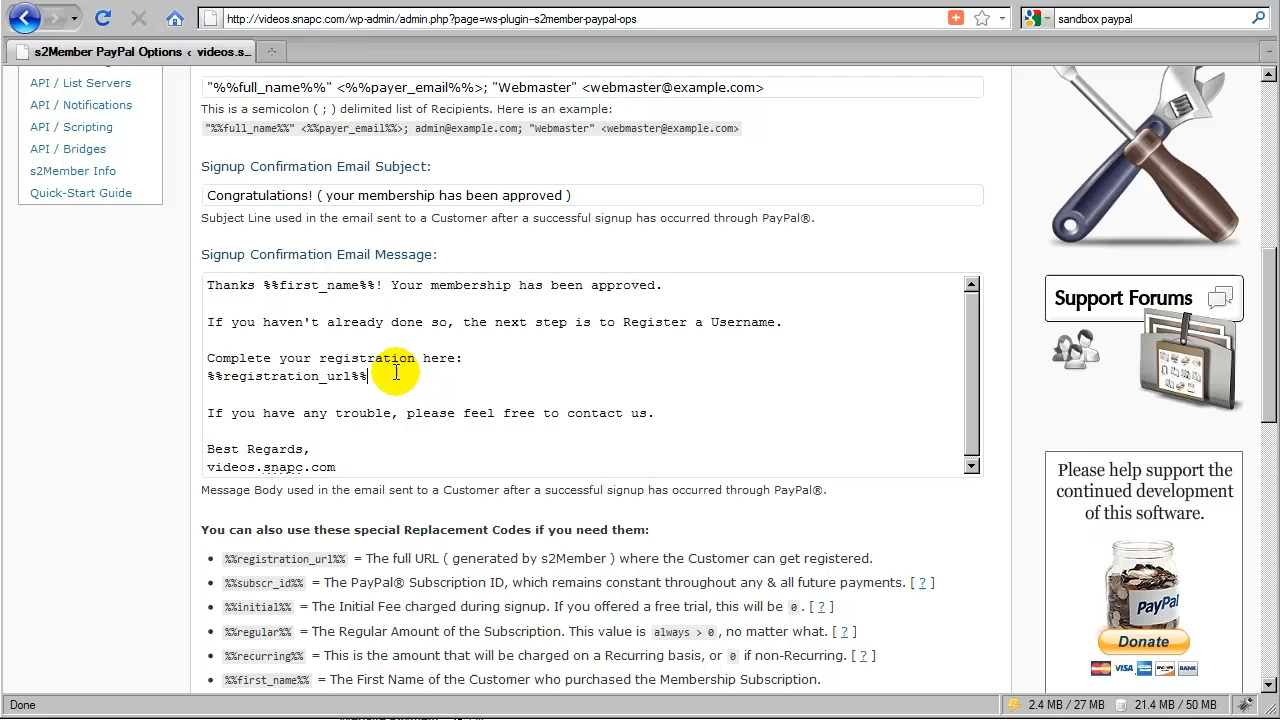 http://videos.snapc.com/wp-admin/admin.php?page=ws-plugin--s2member-paypal-ops
sandbox paypal
s2Member PayPal Options ‹ videos.s...
API / List Servers
API / Notifications
API / Scripting
API / Bridges
s2Member Info
Quick-Start Guide
"%%full_name%%" <%%payer_email%%>; "Webmaster" <webmaster@example.com>
This is a semicolon ( ; ) delimited list of Recipients. Here is an example:
"%%full_name%%" <%%payer_email%%>; admin@example.com; "Webmaster" <webmaster@example.com>
Signup Confirmation Email Subject:
Congratulations! ( your membership has been approved )
Subject Line used in the email sent to a Customer after a successful signup has occurred through PayPal®.
Signup Confirmation Email Message:
Thanks %%first_name%%! Your membership has been approved.
If you haven't already done so, the next step is to Register a Username.
Complete your registration here:
%%registration_url%%
If you have any trouble, please feel free to contact us.
Best Regards,
videos.snapc.com
Message Body used in the email sent to a Customer after a successful signup has occurred through PayPal®.
You can also use these special Replacement Codes if you need them:
%%registration_url%% = The full URL ( generated by s2Member ) where the Customer can get registered.
%%subscr_id%% = The PayPal® Subscription ID, which remains constant throughout any & all future payments. [ ? ]
%%initial%% = The Initial Fee charged during signup. If you offered a free trial, this will be 0. [ ? ]
%%regular%% = The Regular Amount of the Subscription. This value is always > 0, no matter what. [ ? ]
%%recurring%% = This is the amount that will be charged on a Recurring basis, or 0 if non-Recurring. [ ? ]
%%first_name%% = The First Name of the Customer who purchased the Membership Subscription.
Support Forums
Please help support the
continued development
of this software.
PayPal
Donate
VISA
BANK
Done
2.4 MB / 27 MB
21.4 MB / 50 MB